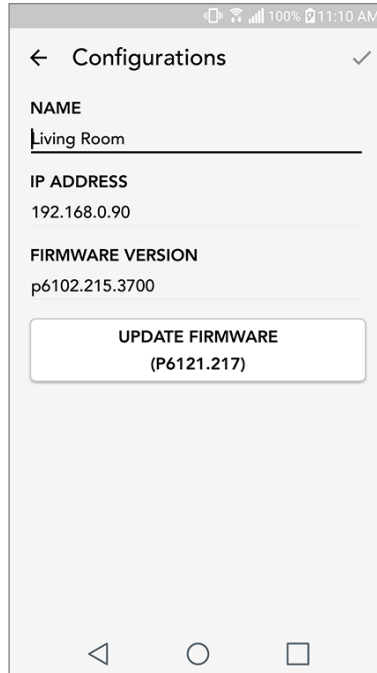 100% 11:10 AM
Configurations
NAME
Living Room
IP ADDRESS
192.168.0.90
FIRMWARE VERSION
p6102.215.3700
UPDATE FIRMWARE
(P6121.217)